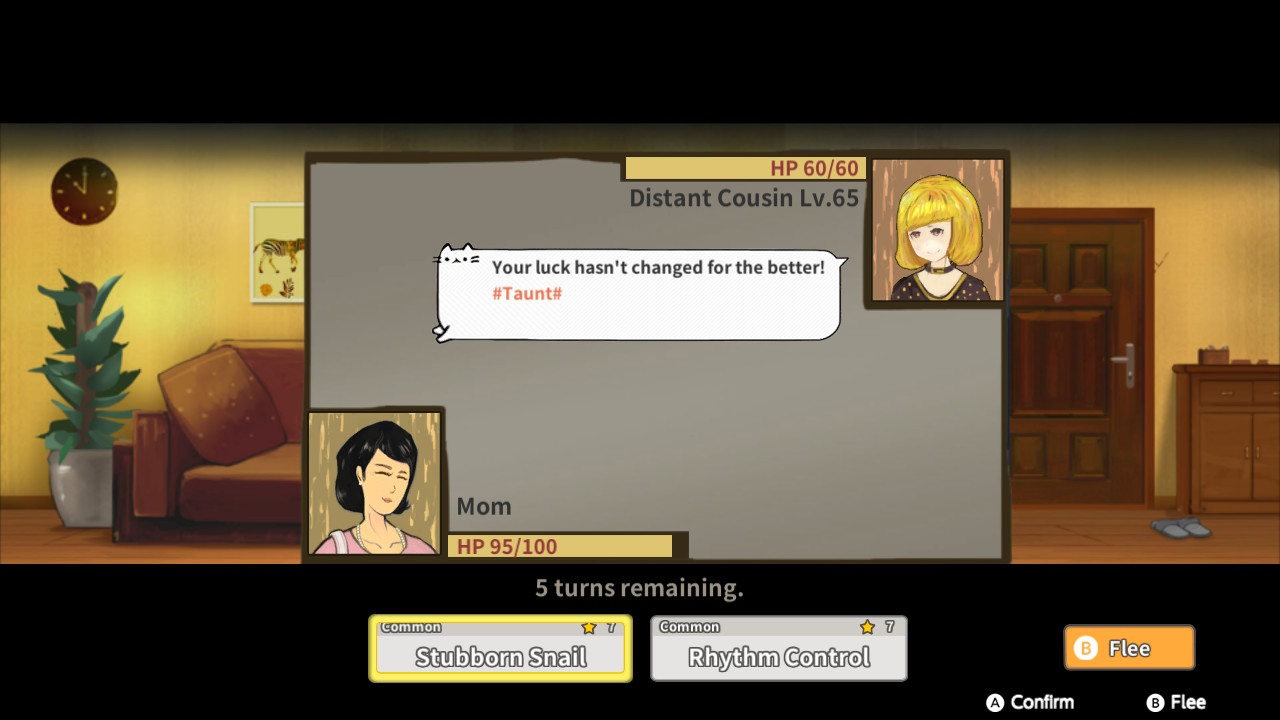 HP 60/60
Distant Cousin Lv.65
Your luck hasn't changed for the better!
#Taunt#
Mom
HP 95/100
5 turns remaining.
Common ★ 7
Stubborn Snail
Common ★ 7
Rhythm Control
B Flee
A Confirm
B Flee